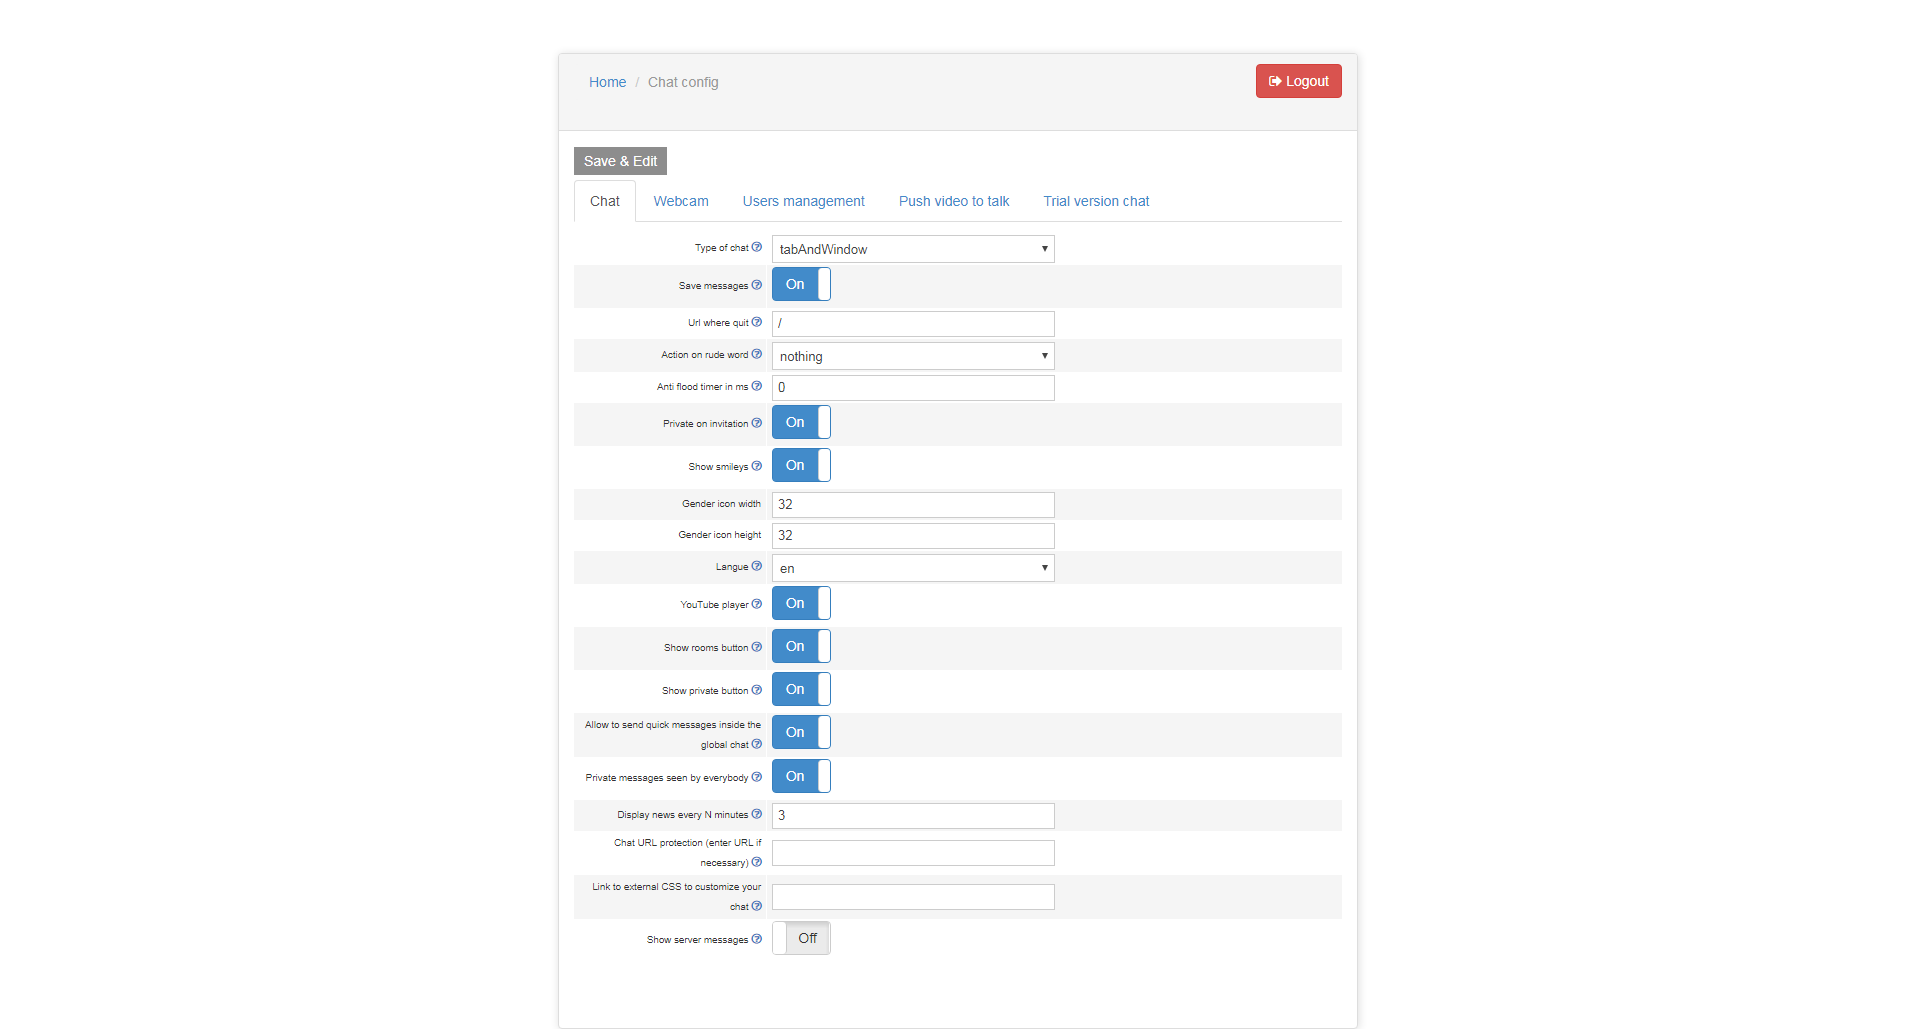 Home / Chat config
Logout
Save & Edit
Chat Webcam Users management Push video to talk Trial version chat
Type of chat tabAndWindow
Save messages On
Url where quit /
Action on rude word nothing
Anti flood timer in ms 0
Private on invitation On
Show smileys On
Gender icon width 32
Gender icon height 32
Langue en
YouTube player On
Show rooms button On
Show private button On
Allow to send quick messages inside the
global chat On
Private messages seen by everybody On
Display news every N minutes 3
Chat URL protection (enter URL if
necessary)
Link to external CSS to customize your
chat
Show server messages Off